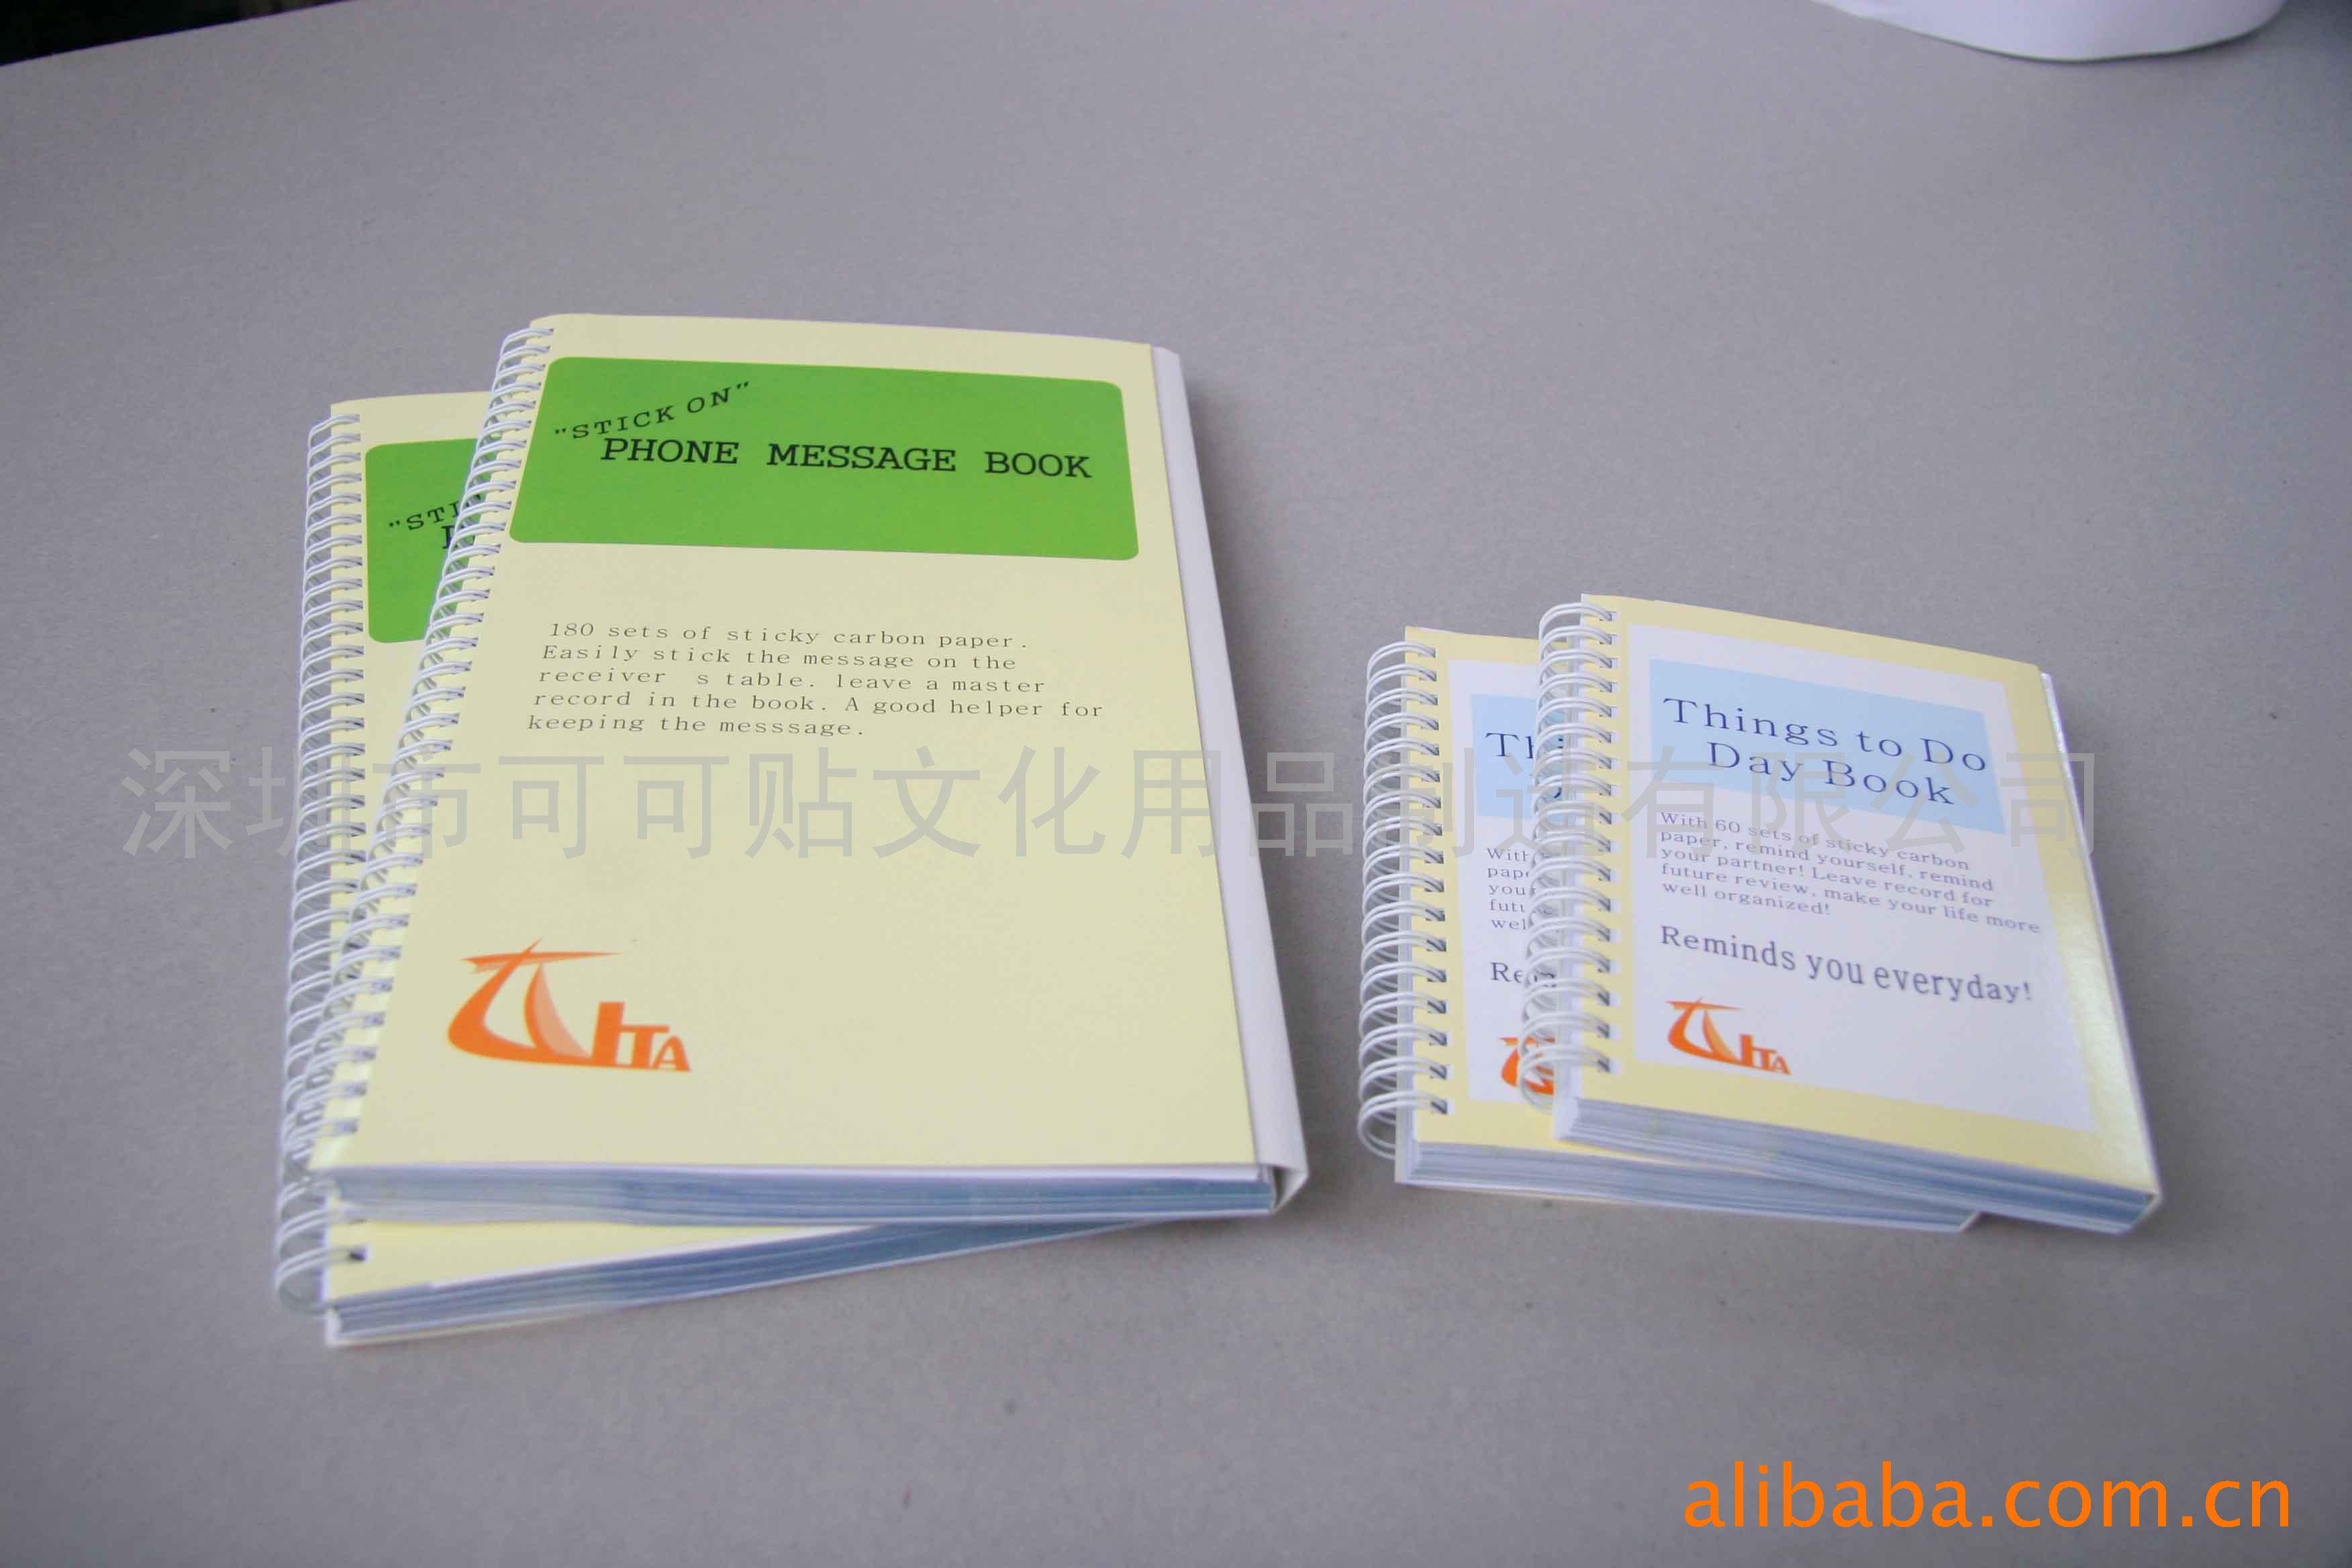 "STICK ON"
PHONE MESSAGE BOOK
180 sets of sticky carbon paper.
Easily stick the message on the
receiver s table. leave a master
record in the book. A good helper for
keeping the messsage.
ITA
"STI
Things to Do
Day Book
With 60 sets of sticky carbon
paper, remind yourself, remind
your partner! Leave record for
future review, make your life more
well organized!
Reminds you everyday!
ITA
深圳市可可贴文化用品制造有限公司
alibaba.com.cn